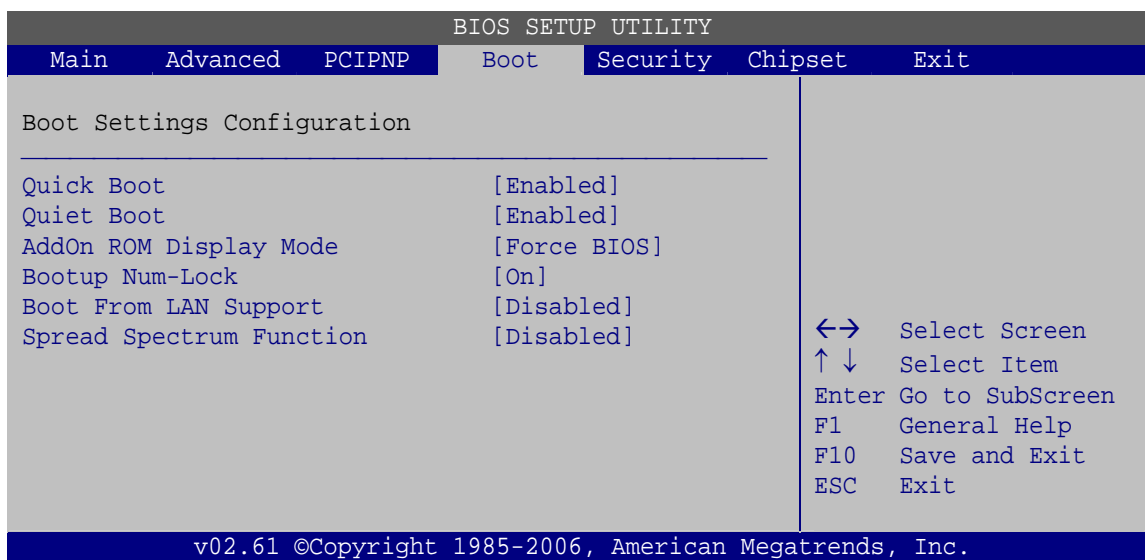 BIOS SETUP UTILITY
Main Advanced PCIPNP Boot Security Chipset Exit
Boot Settings Configuration
Quick Boot [Enabled]
Quiet Boot [Enabled]
AddOn ROM Display Mode [Force BIOS]
Bootup Num-Lock [On]
Boot From LAN Support [Disabled]
Spread Spectrum Function [Disabled]
←→ Select Screen
↑ ↓ Select Item
Enter Go to SubScreen
F1 General Help
F10 Save and Exit
ESC Exit
v02.61 ©Copyright 1985-2006, American Megatrends, Inc.